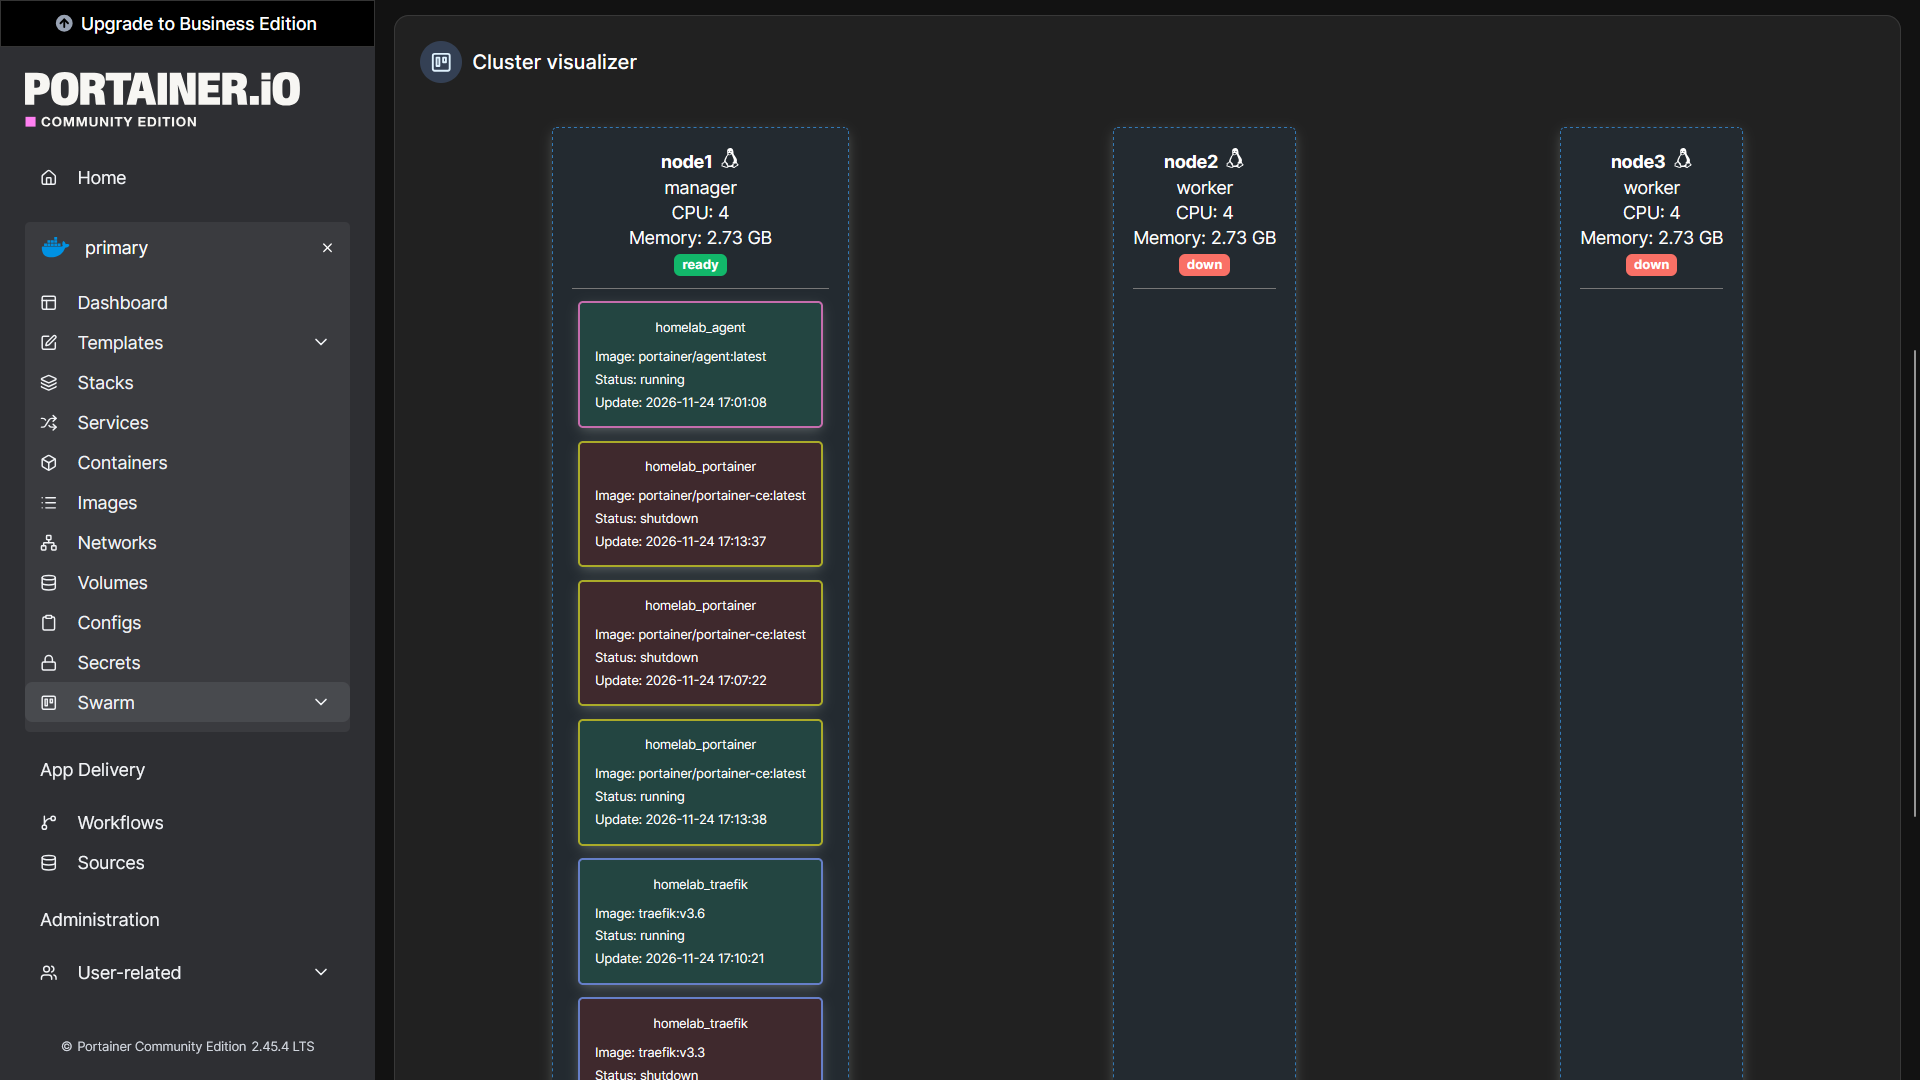 Upgrade to Business Edition
PORTAINER.iO
COMMUNITY EDITION
Home
primary
Dashboard
Templates
Stacks
Services
Containers
Images
Networks
Volumes
Configs
Secrets
Swarm
App Delivery
Workflows
Sources
Administration
User-related
© Portainer Community Edition 2.45.4 LTS
Cluster visualizer
node1
manager
CPU: 4
Memory: 2.73 GB
ready
homelab_agent
Image: portainer/agent:latest
Status: running
Update: 2026-11-24 17:01:08
homelab_portainer
Image: portainer/portainer-ce:latest
Status: shutdown
Update: 2026-11-24 17:13:37
homelab_portainer
Image: portainer/portainer-ce:latest
Status: shutdown
Update: 2026-11-24 17:07:22
homelab_portainer
Image: portainer/portainer-ce:latest
Status: running
Update: 2026-11-24 17:13:38
homelab_traefik
Image: traefik:v3.6
Status: running
Update: 2026-11-24 17:10:21
homelab_traefik
Image: traefik:v3.3
Status: shutdown
node2
worker
CPU: 4
Memory: 2.73 GB
down
node3
worker
CPU: 4
Memory: 2.73 GB
down